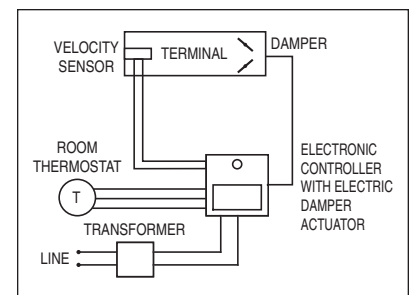 VELOCITY
SENSOR
TERMINAL
DAMPER
ROOM
THERMOSTAT
T
ELECTRONIC
CONTROLLER
WITH ELECTRIC
DAMPER
ACTUATOR
TRANSFORMER
LINE